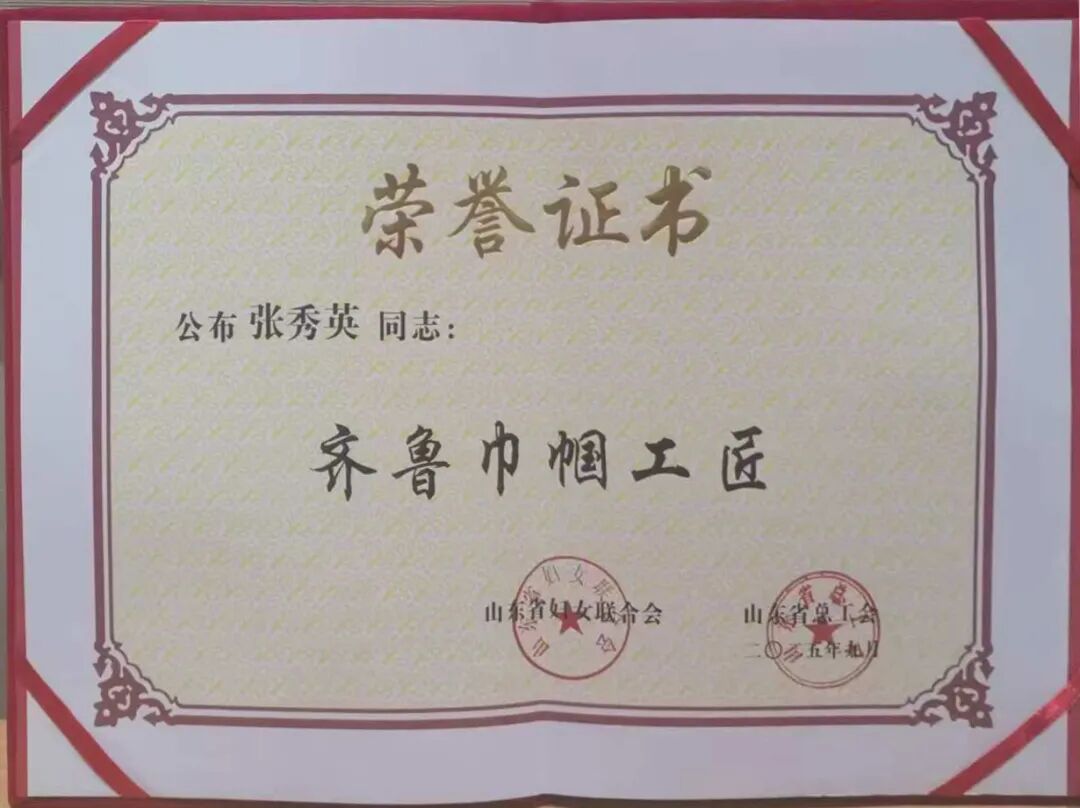 荣誉证书
公布 张秀英 同志：
齐鲁巾帼工匠
山东省妇女联合会 山东省总工会
二〇二五年九月